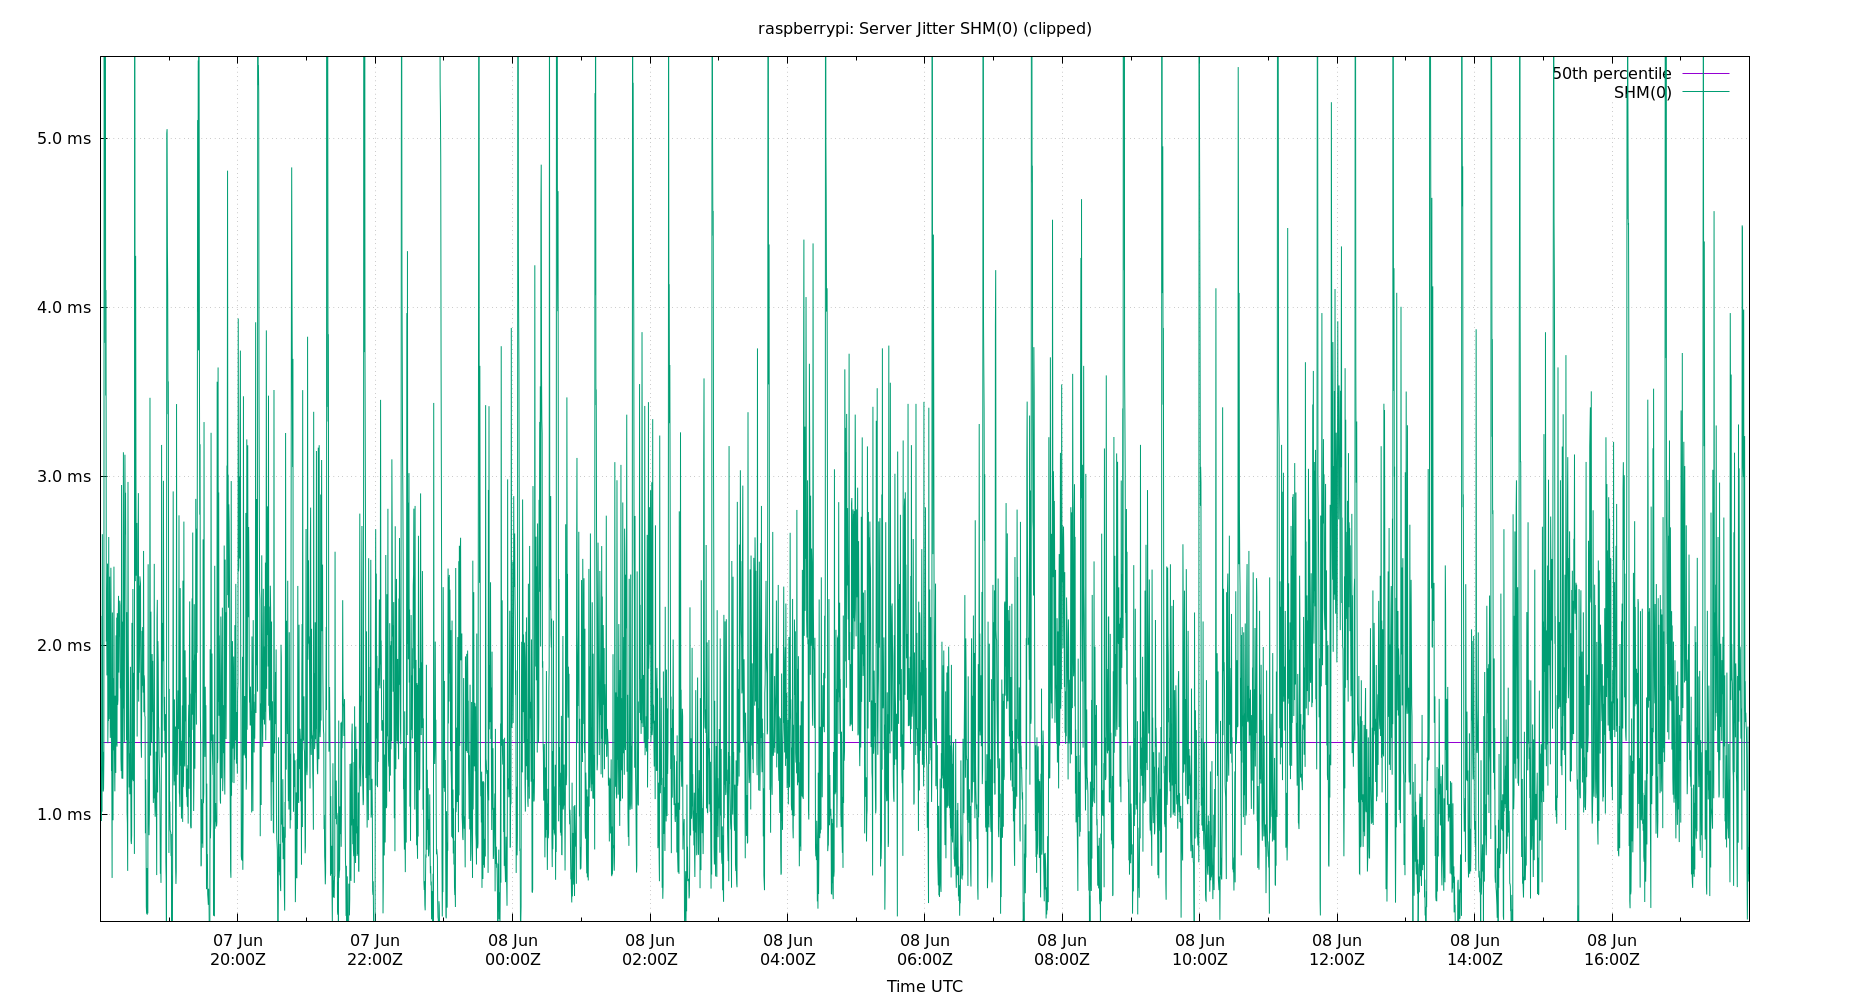 raspberrypi: Server Jitter SHM(0) (clipped)
50th percentile
SHM(0)
5.0 ms
4.0 ms
3.0 ms
2.0 ms
1.0 ms
07 Jun 07 Jun 08 Jun 08 Jun 08 Jun 08 Jun 08 Jun 08 Jun 08 Jun 08 Jun 08 Jun
20:00Z 22:00Z 00:00Z 02:00Z 04:00Z 06:00Z 08:00Z 10:00Z 12:00Z 14:00Z 16:00Z
Time UTC